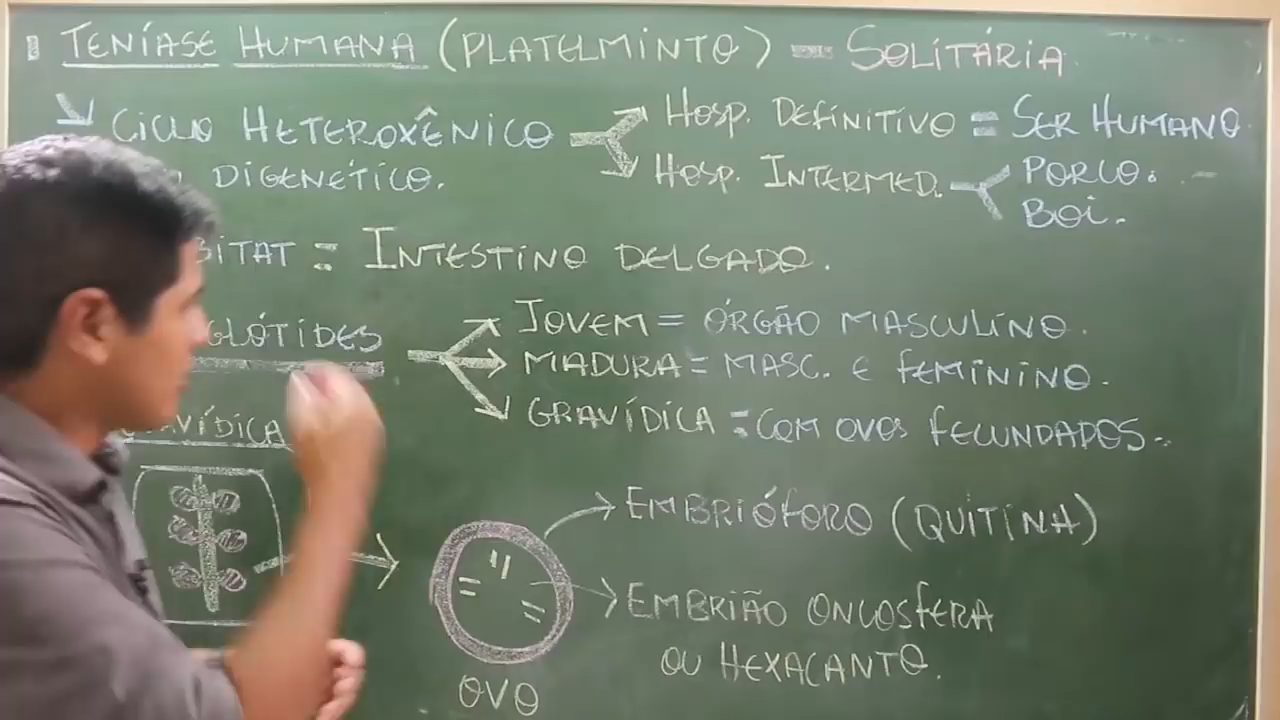 TENÍASE HUMANA (PLATELMINTO) - SOLITÁRIA
CICLO HETEROXÊNICO
DIGENÉTICO.
HOSP. DEFINITIVO = SER HUMANO
HOSP. INTERMED.
PORCO.
BOI.
BITAT = INTESTINO DELGADO.
GLÓTIDES
JOVEM = ÓRGÃO MASCULINO.
MADURA = MASC. E FEMININO.
GRAVÍDICA = COM OVOS FECUNDADOS.
AVÍDICA
EMBRIÓFORO (QUITINA)
EMBRIÃO ONCOSFERA
OU HEXACANTO.
OVO